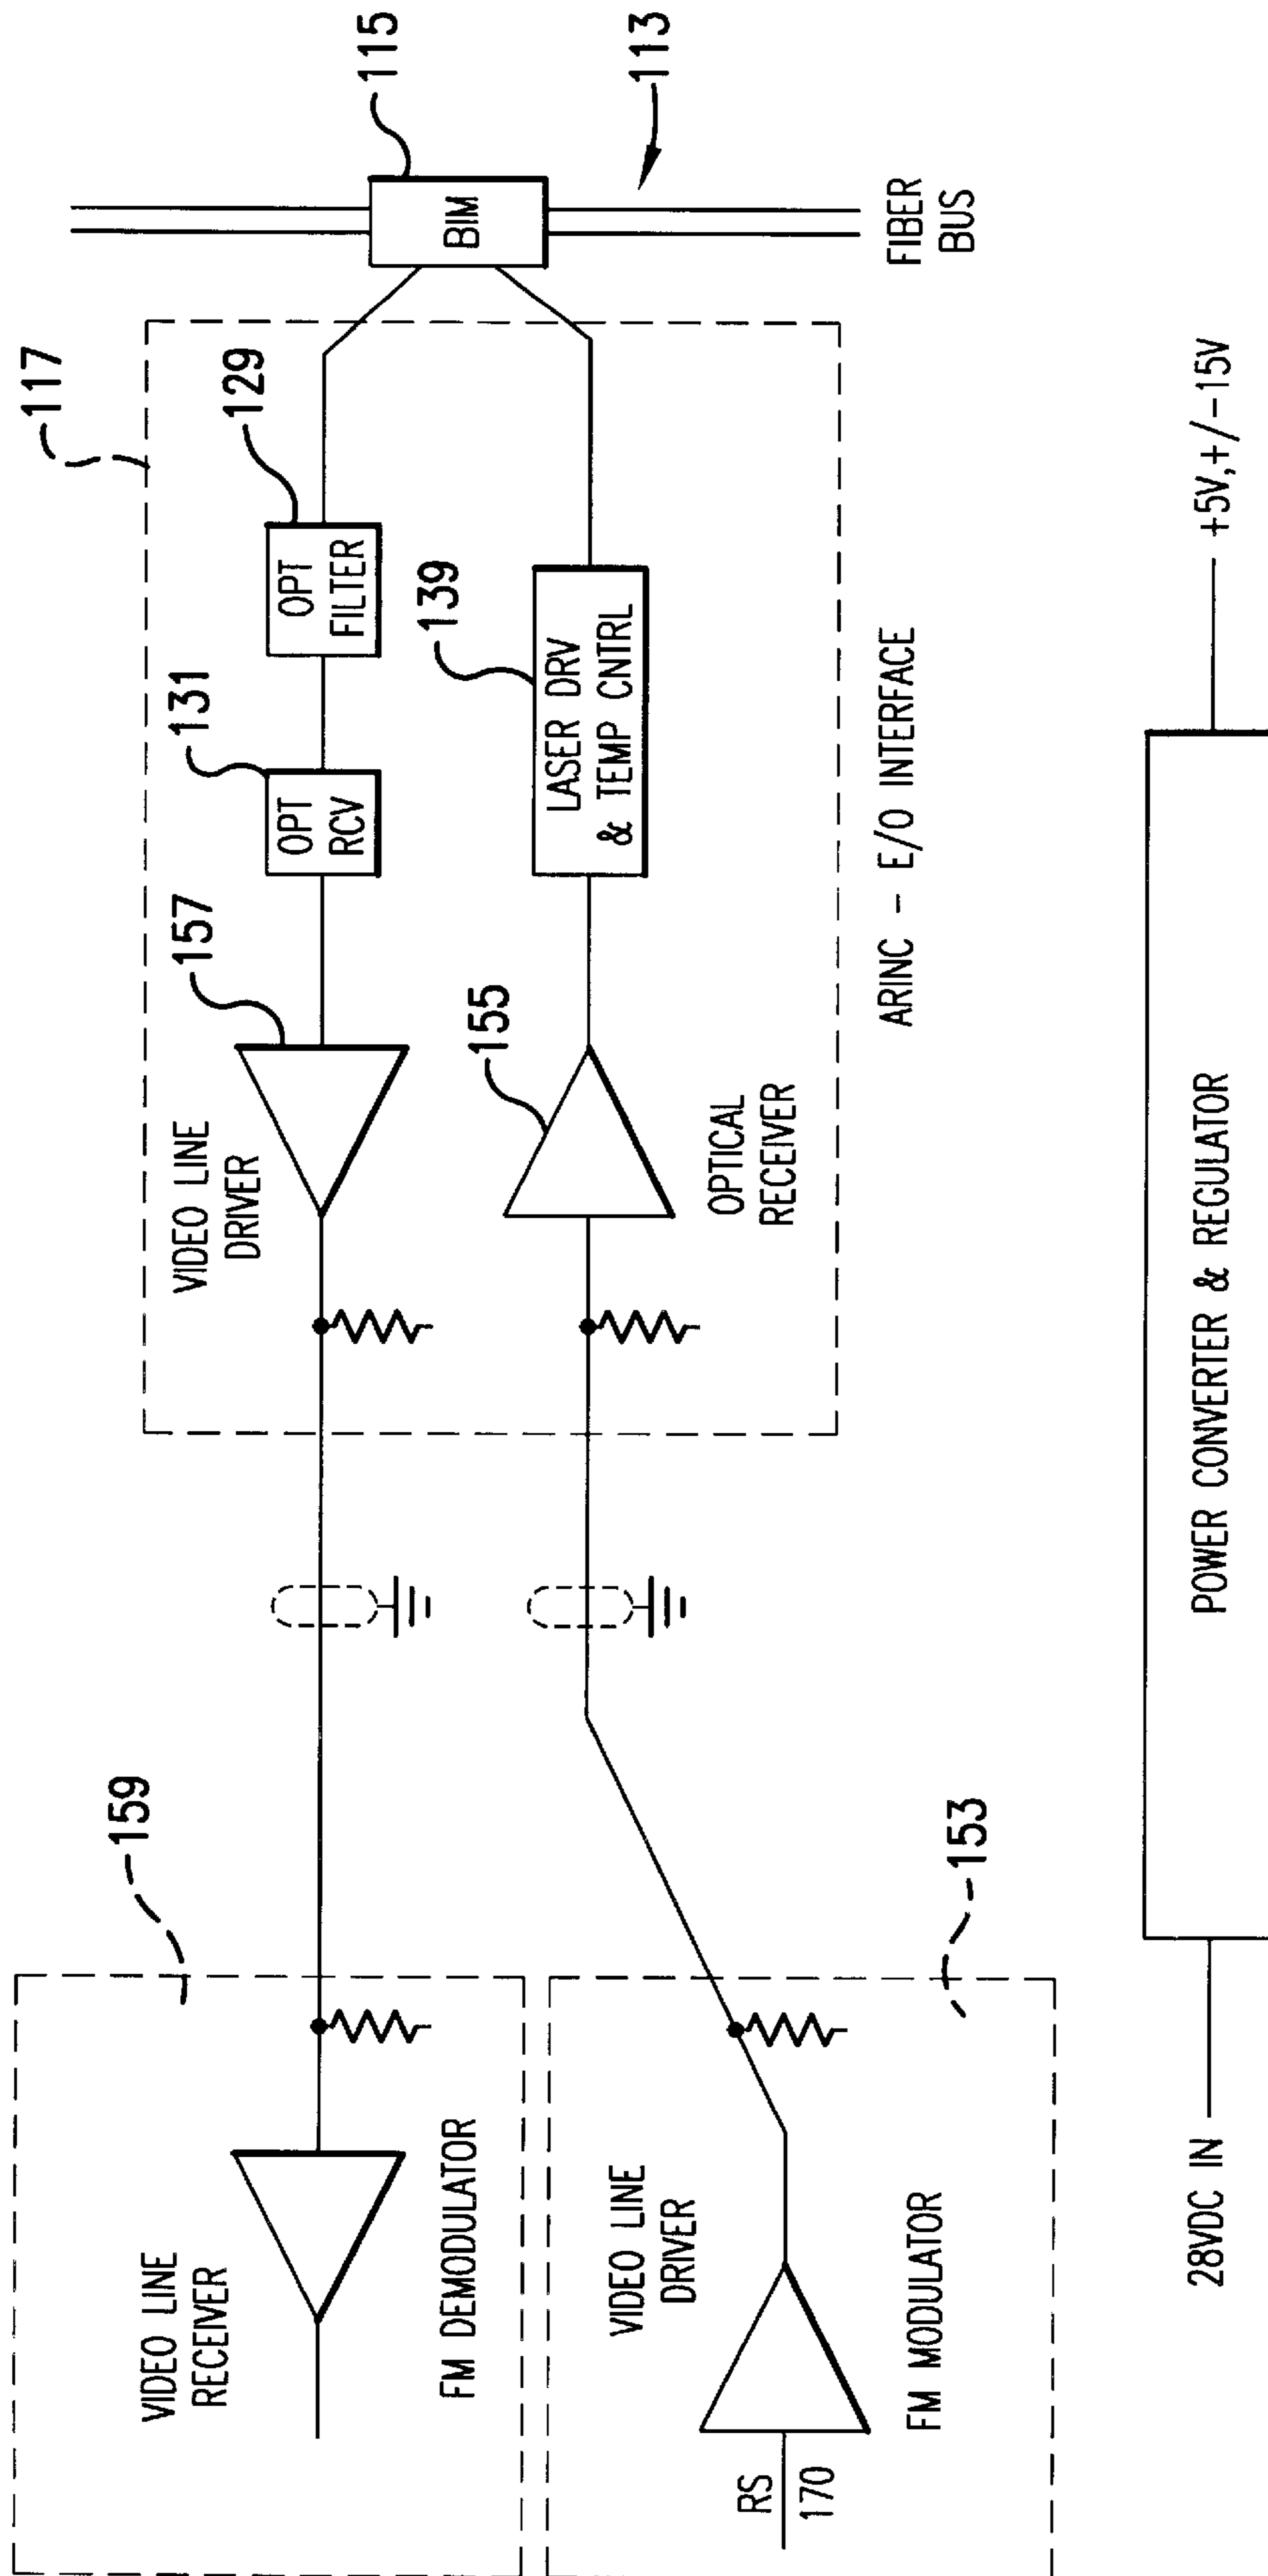 117
115
129
131
157
VIDEO LINE
DRIVER
OPT
FILTER
OPT
RCV
BIM
113
FIBER
BUS
139
LASER DRV
& TEMP CNTRL
155
OPTICAL
RECEIVER
ARINC - E/O INTERFACE
159
VIDEO LINE
RECEIVER
FM DEMODULATOR
153
VIDEO LINE
DRIVER
FM MODULATOR
RS
170
28VDC IN
POWER CONVERTER & REGULATOR
+5V,+/-15V